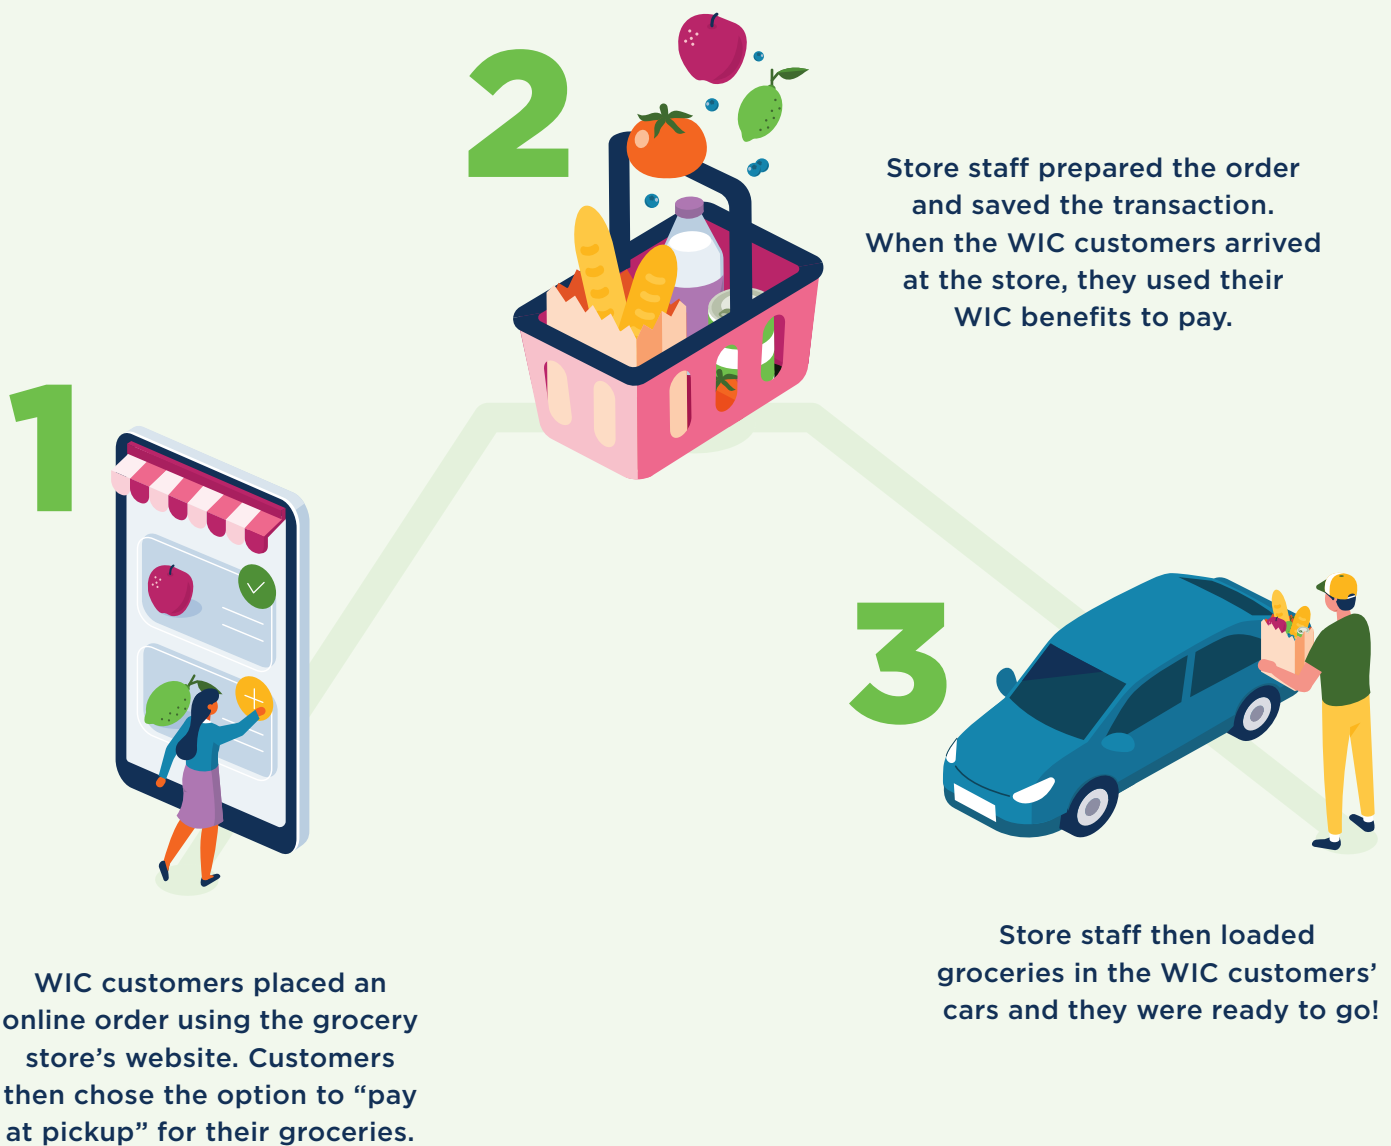 1
WIC customers placed an
online order using the grocery
store’s website. Customers
then chose the option to “pay
at pickup” for their groceries.
2
Store staff prepared the order
and saved the transaction.
When the WIC customers arrived
at the store, they used their
WIC benefits to pay.
3
Store staff then loaded
groceries in the WIC customers’
cars and they were ready to go!